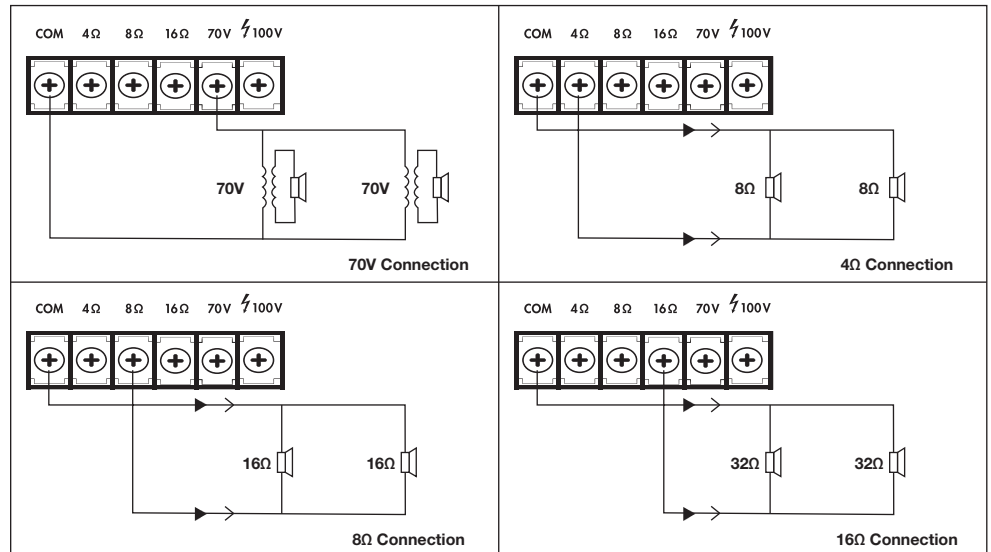 COM 4Ω 8Ω 16Ω 70V 100V
70V 70V
70V Connection
COM 4Ω 8Ω 16Ω 70V 100V
8Ω 8Ω
4Ω Connection
COM 4Ω 8Ω 16Ω 70V 100V
16Ω 16Ω
8Ω Connection
COM 4Ω 8Ω 16Ω 70V 100V
32Ω 32Ω
16Ω Connection